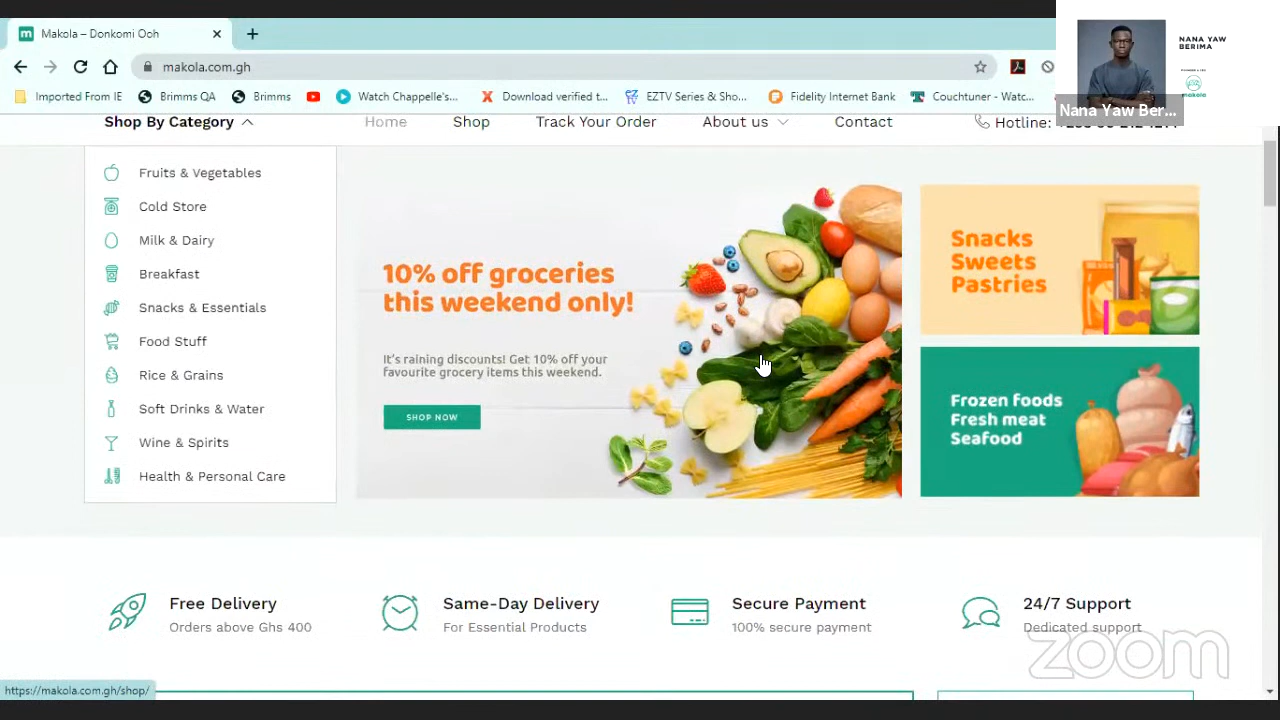 Makola – Donkomi Ooh
makola.com.gh
Imported From IE
Brimms QA
Brimms
Watch Chappelle's...
Download verified t...
EZTV Series & Sho...
Fidelity Internet Bank
Couchtuner - Watc...
NANA YAW
BERIMA
makola
Nana Yaw Ber...
Shop By Category
Home
Shop
Track Your Order
About us
Contact
Hotline:
Fruits & Vegetables
Cold Store
Milk & Dairy
Breakfast
Snacks & Essentials
Food Stuff
Rice & Grains
Soft Drinks & Water
Wine & Spirits
Health & Personal Care
10% off groceries
this weekend only!
It's raining discounts! Get 10% off your
favourite grocery items this weekend.
SHOP NOW
Snacks
Sweets
Pastries
Frozen foods
Fresh meat
Seafood
Free Delivery
Orders above Ghs 400
Same-Day Delivery
For Essential Products
Secure Payment
100% secure payment
24/7 Support
Dedicated support
zoom
https://makola.com.gh/shop/